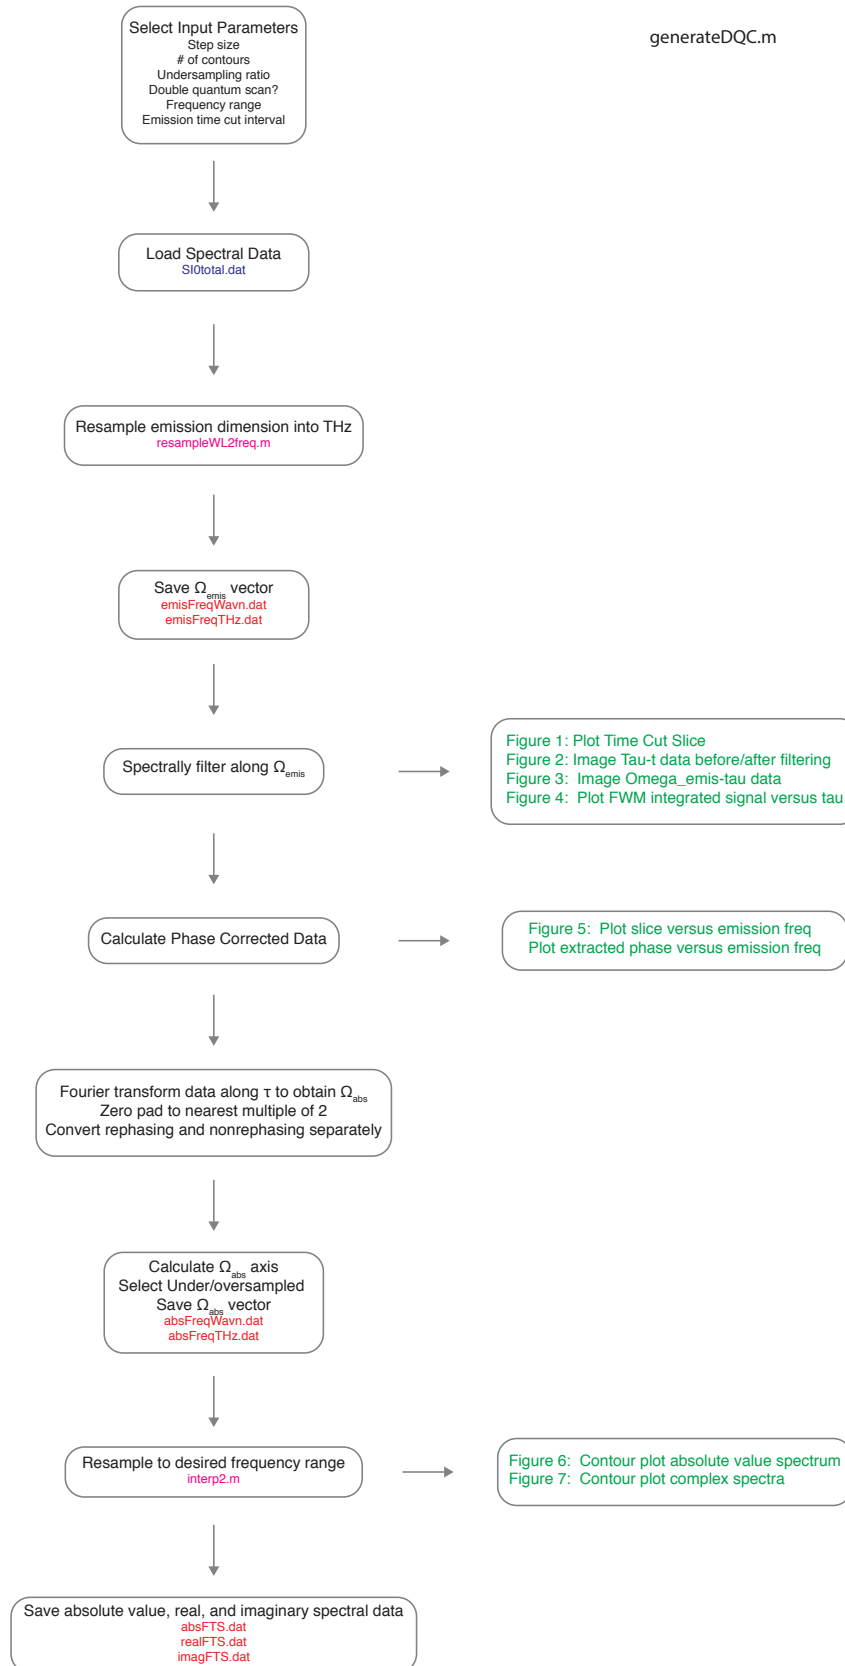 Select Input Parameters
Step size
# of contours
Undersampling ratio
Double quantum scan?
Frequency range
Emission time cut interval
generateDQC.m
Load Spectral Data
SI0total.dat
Resample emission dimension into THz
resampleWL2freq.m
Save Ωemis vector
emisFreqWavn.dat
emisFreqTHz.dat
Spectrally filter along Ωemis
Figure 1: Plot Time Cut Slice
Figure 2: Image Tau-t data before/after filtering
Figure 3:  Image Omega_emis-tau data
Figure 4:  Plot FWM integrated signal versus tau
Calculate Phase Corrected Data
Figure 5:  Plot slice versus emission freq
Plot extracted phase versus emission freq
Fourier transform data along τ to obtain Ωabs
Zero pad to nearest multiple of 2
Convert rephasing and nonrephasing separately
Calculate Ωabs axis
Select Under/oversampled
Save Ωabs vector
absFreqWavn.dat
absFreqTHz.dat
Resample to desired frequency range
interp2.m
Figure 6:  Contour plot absolute value spectrum
Figure 7:  Contour plot complex spectra
Save absolute value, real, and imaginary spectral data
absFTS.dat
realFTS.dat
imagFTS.dat